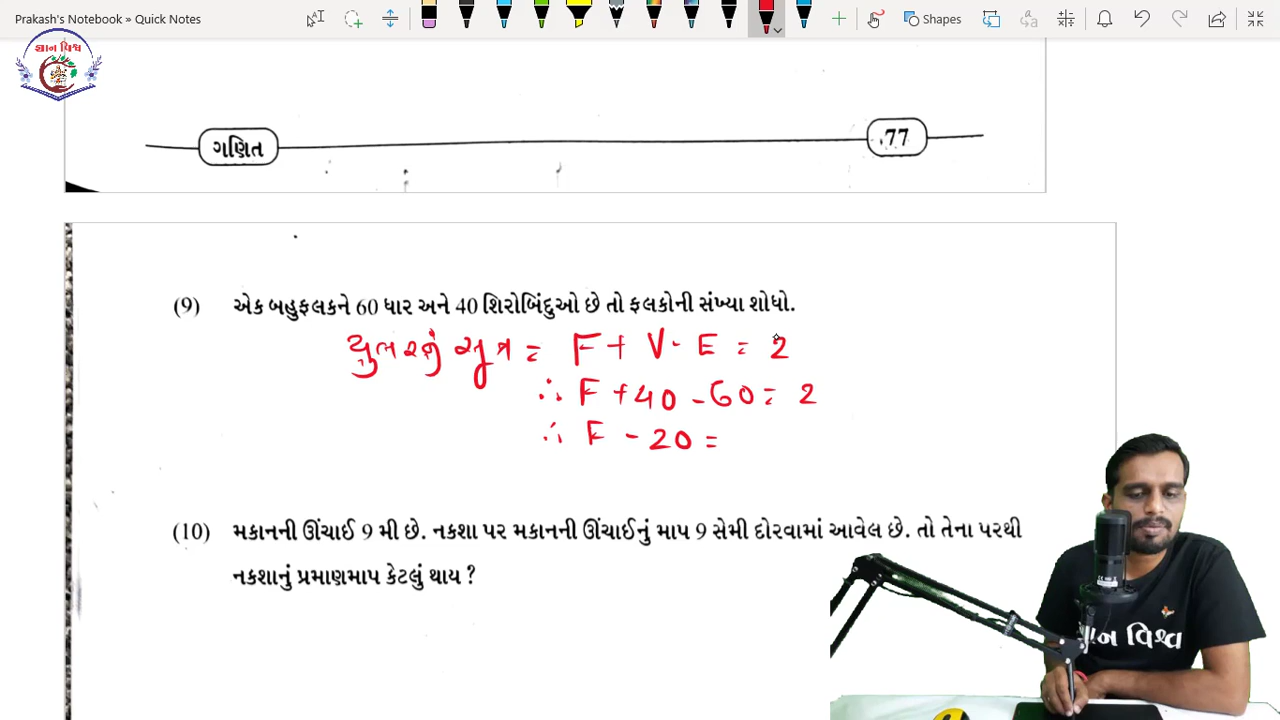 Prakash's Notebook » Quick Notes
Shapes
જ્ઞાન વિશ્વ
ગણિત
77
(9) એક બહુફલકને 60 ધાર અને 40 શિરોબિંદુઓ છે તો ફલકોની સંખ્યા શોધો.
યુલરનું સૂત્ર = F + V - E = 2
∴ F + 40 - 60 = 2
∴ F - 20 =
(10) મકાનની ઊંચાઈ 9 મી છે. નકશા પર મકાનની ઊંચાઈનું માપ 9 સેમી દોરવામાં આવેલ છે. તો તેના પરથી
નકશાનું પ્રમાણમાપ કેટલું થાય ?
જ્ઞાન વિશ્વ